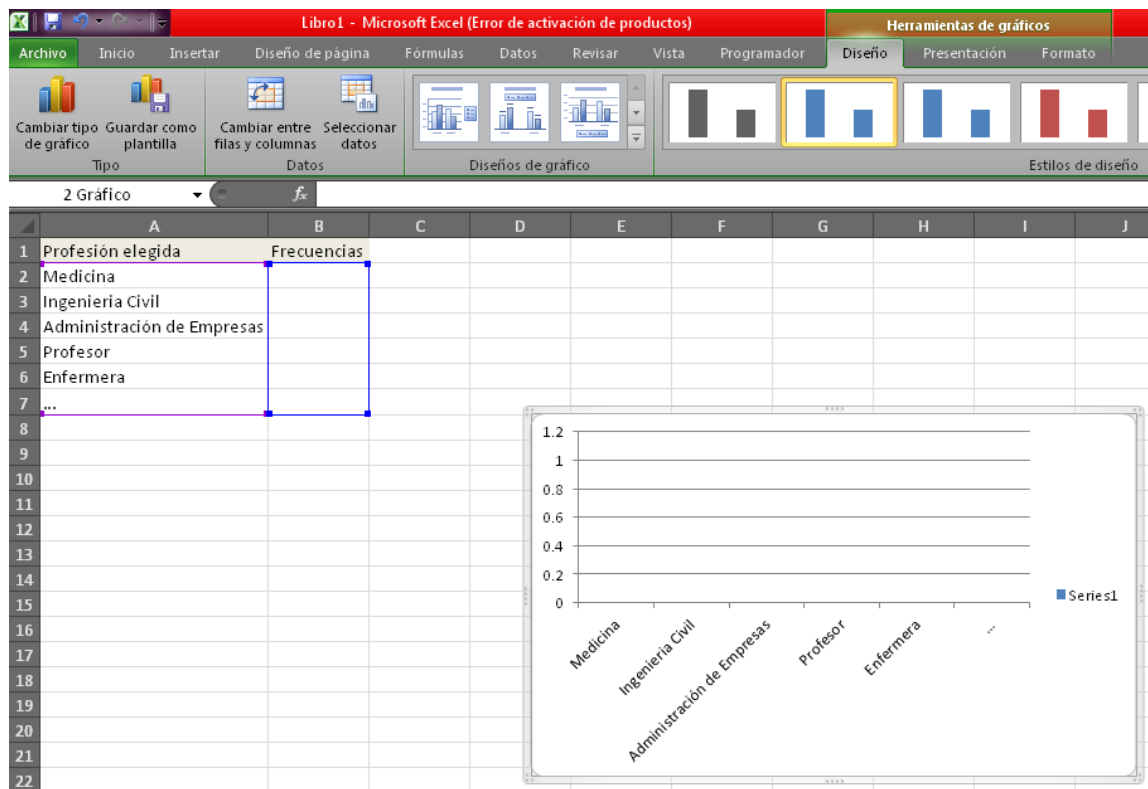 Libro1 - Microsoft Excel (Error de activación de productos)
Herramientas de gráficos
Archivo Inicio Insertar Diseño de página Fórmulas Datos Revisar Vista Programador Diseño Presentación Formato
Cambiar tipo de gráfico
Guardar como plantilla
Cambiar entre filas y columnas
Seleccionar datos
Tipo Datos Diseños de gráfico Estilos de diseño
2 Gráfico fx
A B C D E F G H I J
1 Profesión elegida Frecuencias
2 Medicina
3 Ingenieria Civil
4 Administración de Empresas
5 Profesor
6 Enfermera
7 ...
8
9
10
11
12
13
14
15
16
17
18
19
20
21
22
1.2
1
0.8
0.6
0.4
0.2
0
Medicina
Ingenieria Civil
Administración de Empresas
Profesor
Enfermera
...
Series1